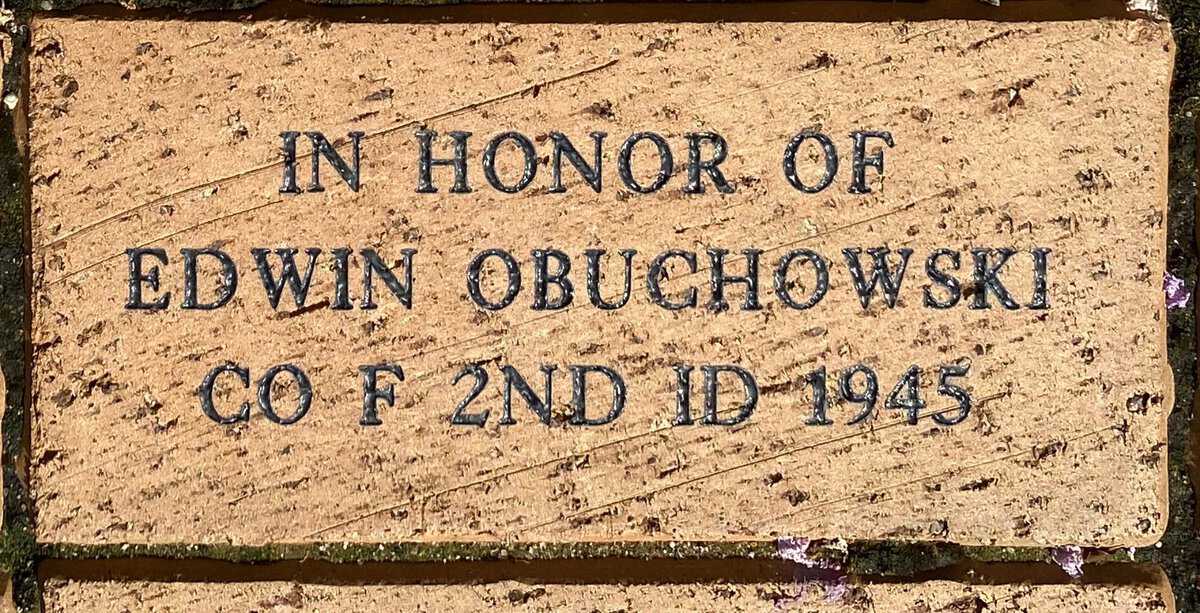 IN HONOR OF
EDWIN OBUCHOWSKI
CO F 2ND ID 1945